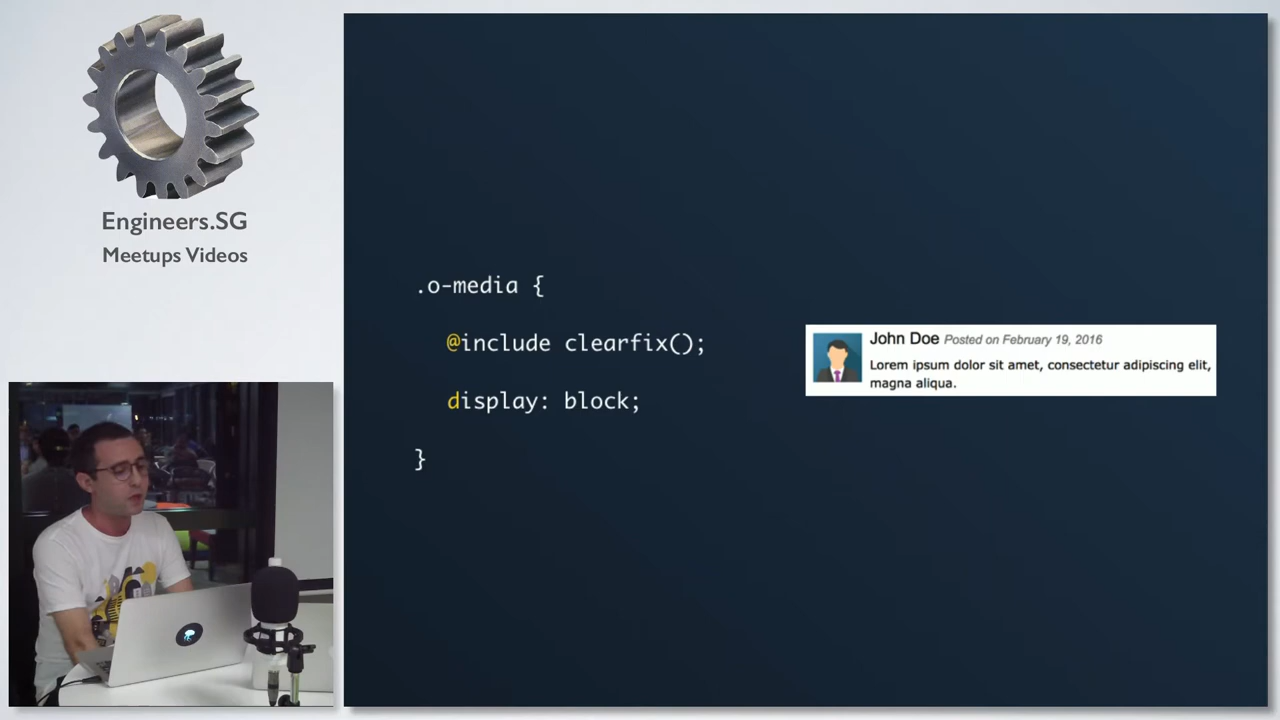 Engineers.SG
Meetups Videos
.o-media {
@include clearfix();
display: block;
}
John Doe Posted on February 19, 2016
Lorem ipsum dolor sit amet, consectetur adipiscing elit,
magna aliqua.